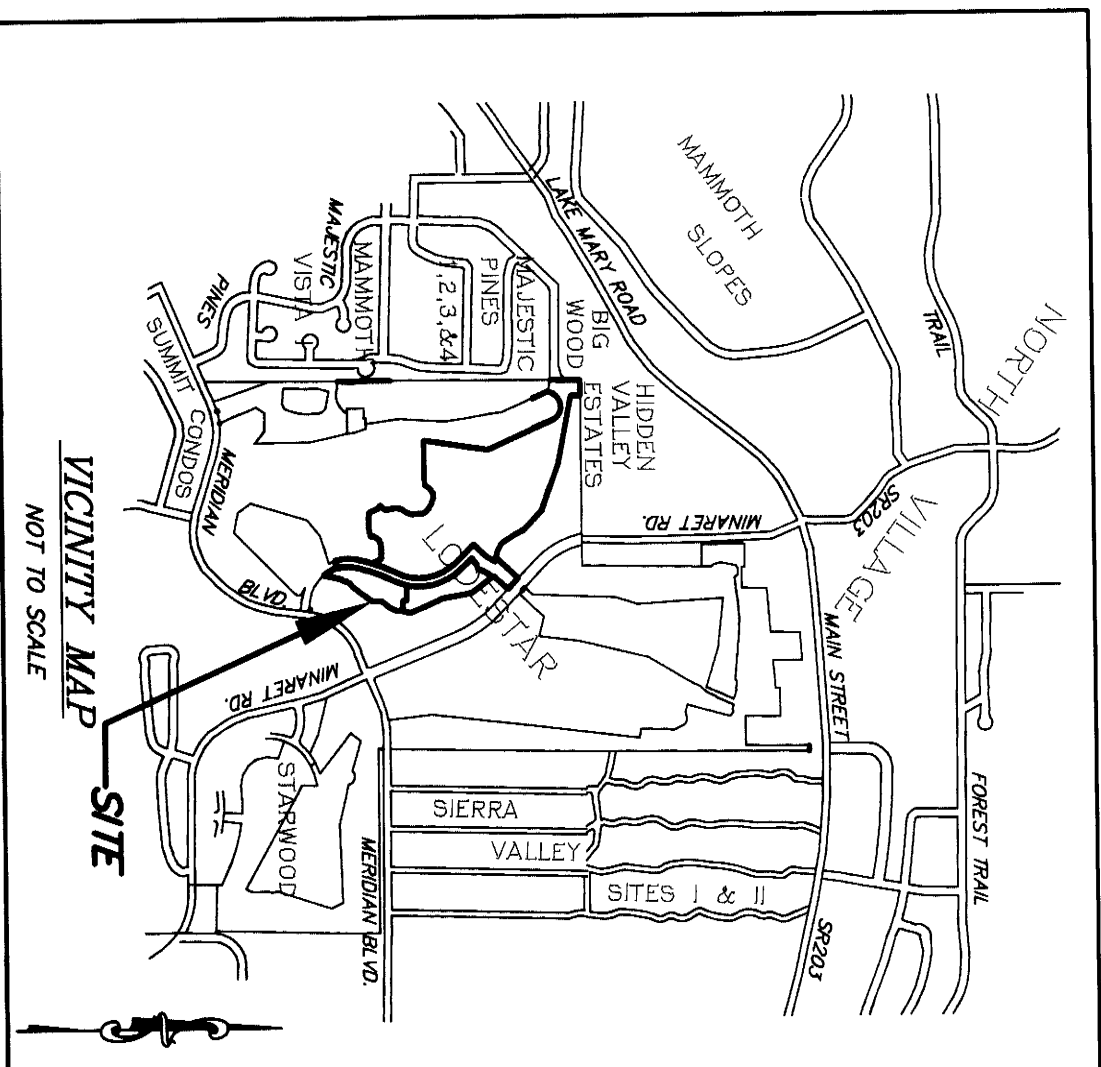 NORTH
VILLAGE
TRAIL
FOREST TRAIL
MAMMOTH
SLOPES
LAKE MARY ROAD
SR203
MAIN STREET
SR203
HIDDEN
VALLEY
ESTATES
BIG
WOOD
MINARET RD.
MAJESTIC
PINES
1,2,3,&4
MAMMOTH
VISTA
MAJESTIC
PINES
SUMMIT CONDOS
MERIDIAN
BLVD.
LODESTAR
MINARET RD.
STARWOOD
MERIDIAN BLVD.
SIERRA
VALLEY
SITES I & II
SITE
VICINITY MAP
NOT TO SCALE